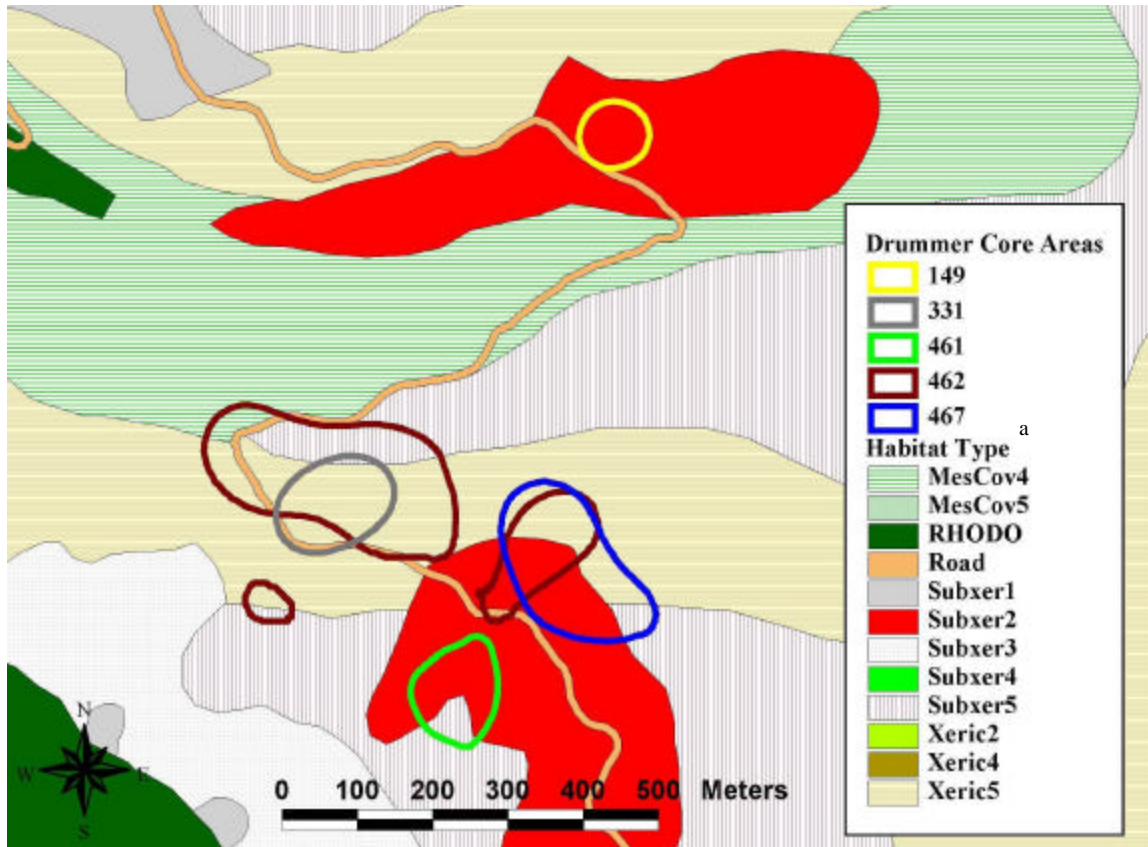 Drummer Core Areas
149
331
461
462
467
a
Habitat Type
MesCov4
MesCov5
RHODO
Road
Subxer1
Subxer2
Subxer3
Subxer4
Subxer5
Xeric2
Xeric4
Xeric5
N
W E
S
0 100 200 300 400 500 Meters